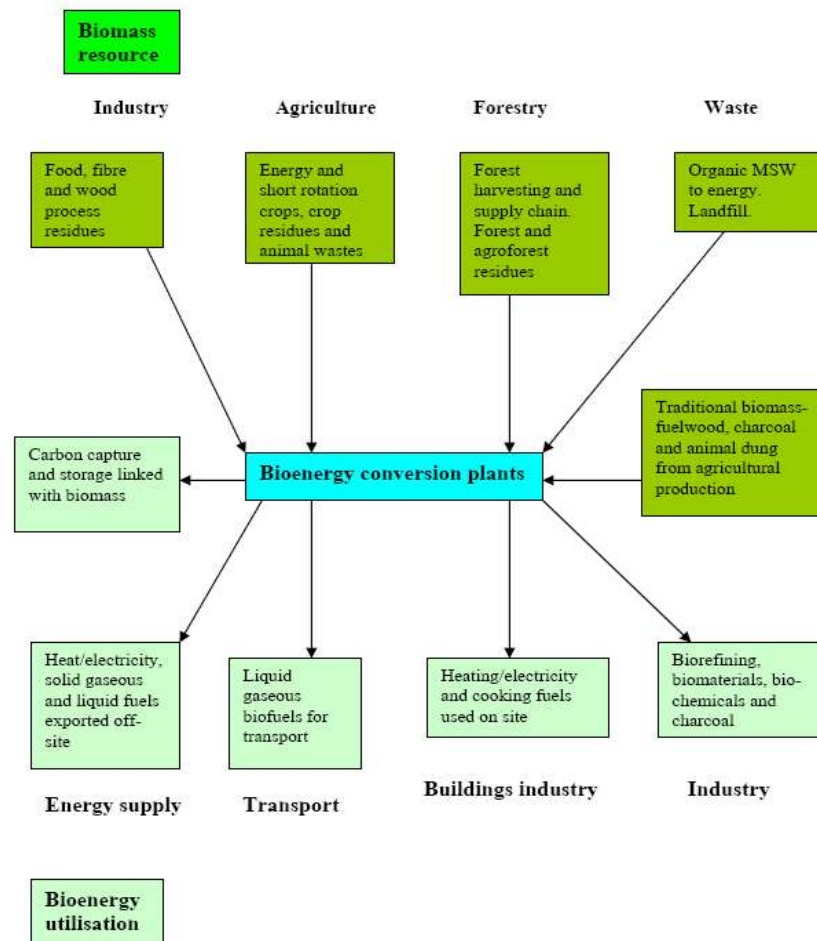 Biomass
resource
Industry
Agriculture
Forestry
Waste
Food, fibre
and wood
process
residues
Energy and
short rotation
crops, crop
residues and
animal wastes
Forest
harvesting and
supply chain.
Forest and
agroforest
residues
Organic MSW
to energy.
Landfill.
Carbon capture
and storage linked
with biomass
Bioenergy conversion plants
Traditional biomass-
fuelwood, charcoal
and animal dung
from agricultural
production
Heat/electricity,
solid gaseous
and liquid fuels
exported off-
site
Liquid
gaseous
biofuels for
transport
Heating/electricity
and cooking fuels
used on site
Biorefining,
biomaterials, bio-
chemicals and
charcoal
Energy supply
Transport
Buildings industry
Industry
Bioenergy
utilisation